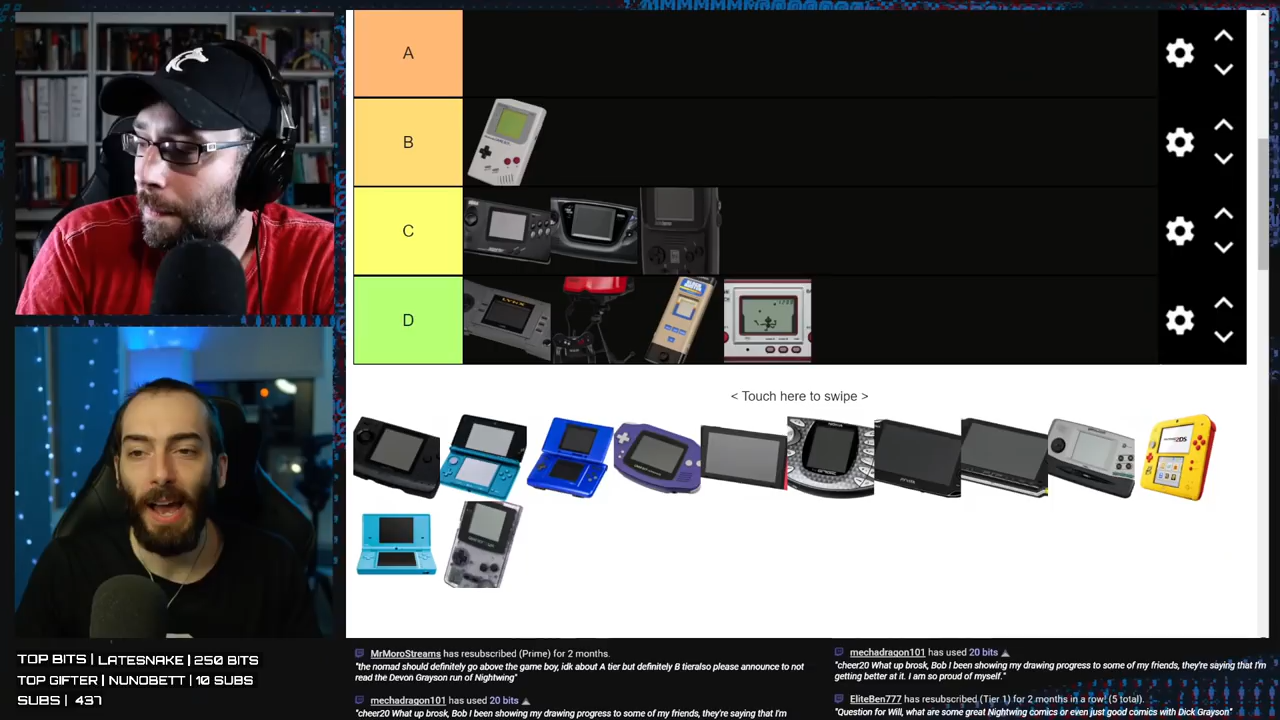 A
B
C
D
LYNX
< Touch here to swipe >
NOKIA
NINTENDO 2DS
TOP BITS | LATESNAKE | 250 BITS
TOP GIFTER | NUNOBETT | 10 SUBS
SUBS | 437
MrMoroStreams has resubscribed (Prime) for 2 months.
"the nomad should definitely go above the game boy, idk about A tier but definitely B tieralso please announce to not
read the Devon Grayson run of Nightwing"
mechadragon101 has used 20 bits
"cheer20 What up brosk, Bob I been showing my drawing progress to some of my friends, they're saying that I'm
mechadragon101 has used 20 bits
"cheer20 What up brosk, Bob I been showing my drawing progress to some of my friends, they're saying that I'm
getting better at it. I am so proud of myself."
EliteBen777 has resubscribed (Tier 1) for 2 months in a row! (5 total).
"Question for Will, what are some great Nightwing comics or even just good comics with Dick Grayson"